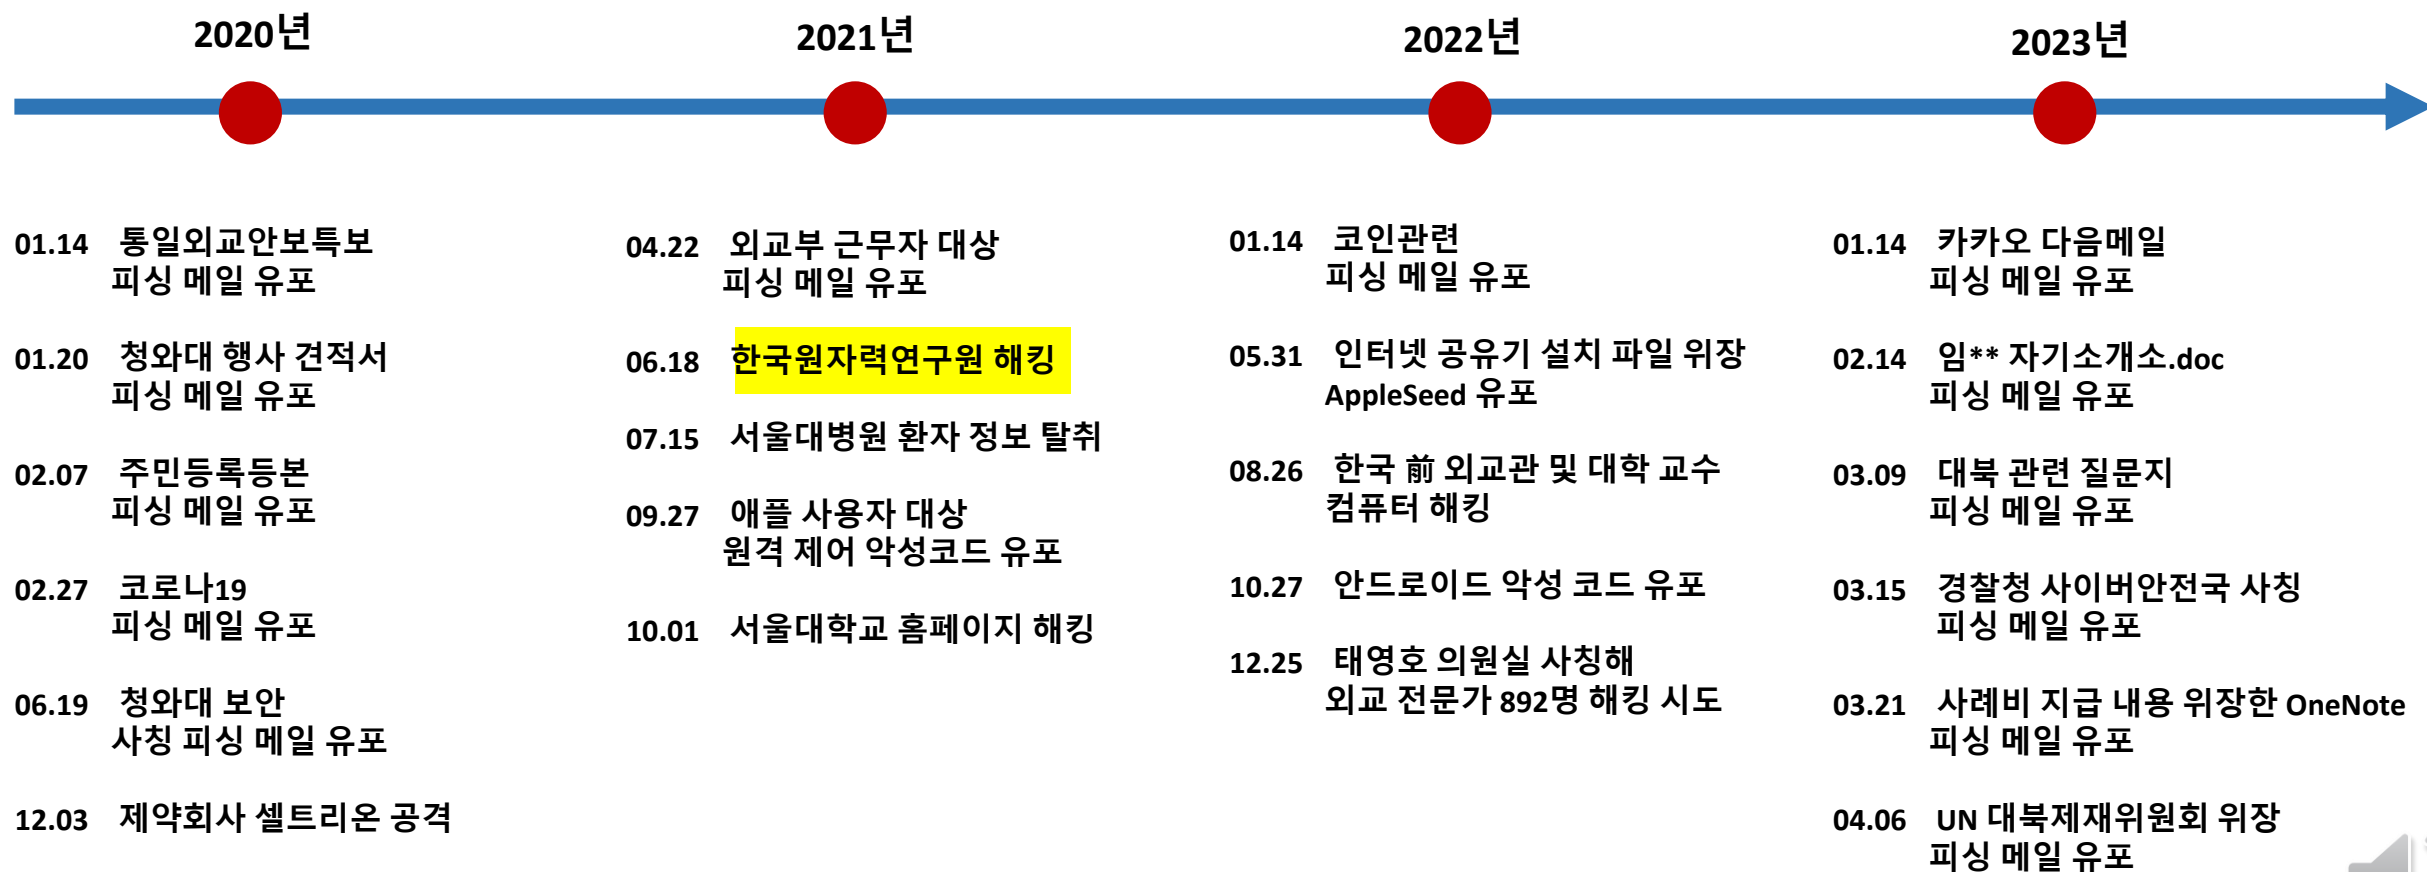 2020년
2021년
2022년
2023년
01.14 통일외교안보특보
피싱 메일 유포
01.20 청와대 행사 견적서
피싱 메일 유포
02.07 주민등록등본
피싱 메일 유포
02.27 코로나19
피싱 메일 유포
06.19 청와대 보안
사칭 피싱 메일 유포
12.03 제약회사 셀트리온 공격
04.22 외교부 근무자 대상
피싱 메일 유포
06.18 한국원자력연구원 해킹
07.15 서울대병원 환자 정보 탈취
09.27 애플 사용자 대상
원격 제어 악성코드 유포
10.01 서울대학교 홈페이지 해킹
01.14 코인관련
피싱 메일 유포
05.31 인터넷 공유기 설치 파일 위장
AppleSeed 유포
08.26 한국 前 외교관 및 대학 교수
컴퓨터 해킹
10.27 안드로이드 악성 코드 유포
12.25 태영호 의원실 사칭해
외교 전문가 892명 해킹 시도
01.14 카카오 다음메일
피싱 메일 유포
02.14 임** 자기소개소.doc
피싱 메일 유포
03.09 대북 관련 질문지
피싱 메일 유포
03.15 경찰청 사이버안전국 사칭
피싱 메일 유포
03.21 사례비 지급 내용 위장한 OneNote
피싱 메일 유포
04.06 UN 대북제재위원회 위장
피싱 메일 유포